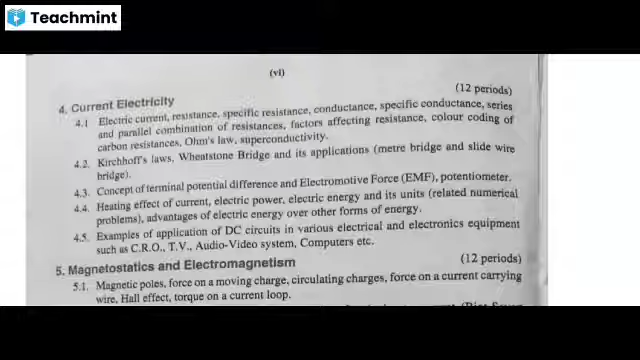 Teachmint
(vi)
(12 periods)
4. Current Electricity
4.1 Electric current, resistance, specific resistance, conductance, specific conductance, series
and parallel combination of resistances, factors affecting resistance, colour coding of
carbon resistances, Ohm's law, superconductivity.
4.2. Kirchhoff's laws, Wheatstone Bridge and its applications (metre bridge and slide wire
bridge).
4.3. Concept of terminal potential difference and Electromotive Force (EMF), potentiometer.
4.4. Heating effect of current, electric power, electric energy and its units (related numerical
problems), advantages of electric energy over other forms of energy.
4.5. Examples of application of DC circuits in various electrical and electronics equipment
such as C.R.O., T.V., Audio-Video system, Computers etc.
5. Magnetostatics and Electromagnetism
(12 periods)
5.1. Magnetic poles, force on a moving charge, circulating charges, force on a current carrying
wire, Hall effect, torque on a current loop.